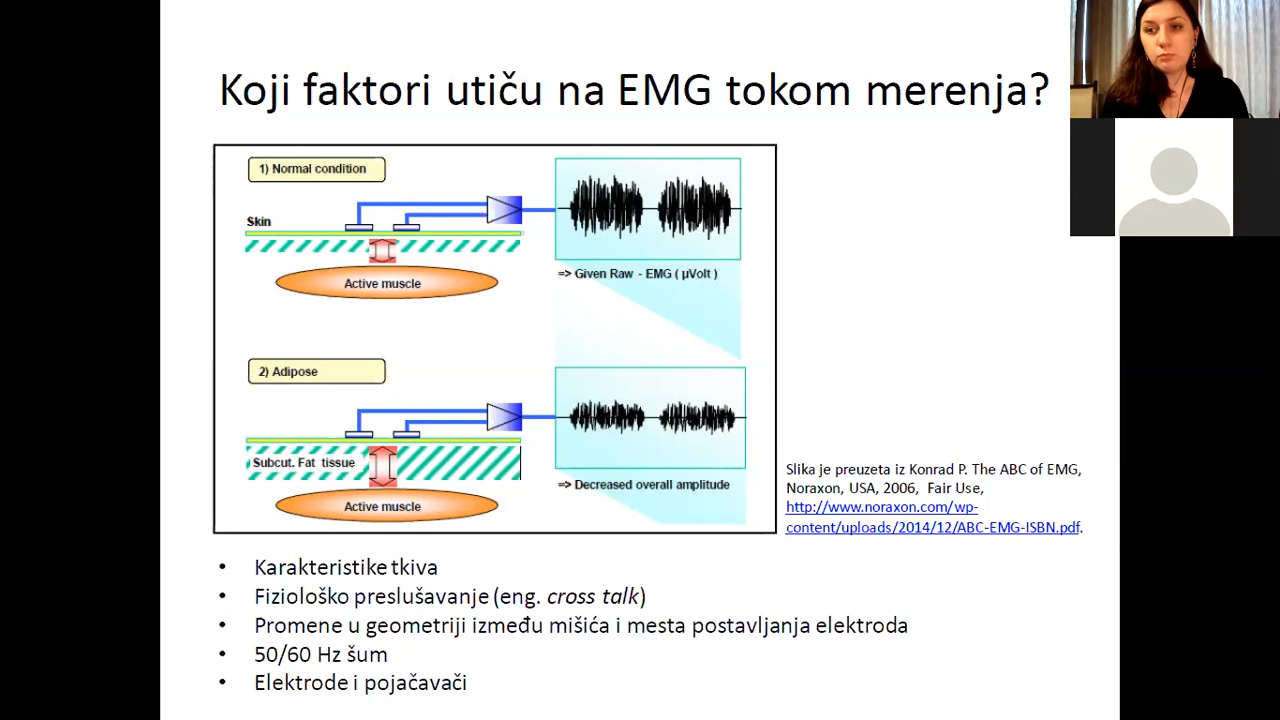 Koji faktori utiču na EMG tokom merenja?
1) Normal condition
Skin
Active muscle
=> Given Raw - EMG ( µVolt )
2) Adipose
Subcut. Fat tissue
Active muscle
=> Decreased overall amplitude
Slika je preuzeta iz Konrad P. The ABC of EMG,
Noraxon, USA, 2006, Fair Use,
http://www.noraxon.com/wp-
content/uploads/2014/12/ABC-EMG-ISBN.pdf.
• Karakteristike tkiva
• Fiziološko preslušavanje (eng. cross talk)
• Promene u geometriji između mišića i mesta postavljanja elektroda
• 50/60 Hz šum
• Elektrode i pojačavači